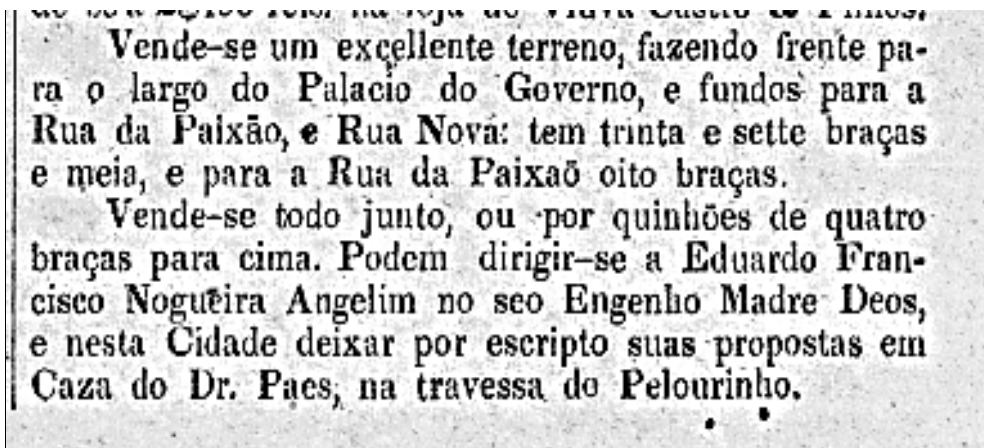 Vende-se um excellente terreno, fazendo frente pa-
ra o largo do Palacio do Governo, e fundos para a
Rua da Paixão, e Rua Nova: tem trinta e sette braças
e meia, e para a Rua da Paixaõ oito braças.
Vende-se todo junto, ou por quinhões de quatro
braças para cima. Podem dirigir-se a Eduardo Fran-
cisco Nogueira Angelim no seo Engenho Madre Deos,
e nesta Cidade deixar por escripto suas propostas em
Caza do Dr. Paes, na travessa do Pelourinho.